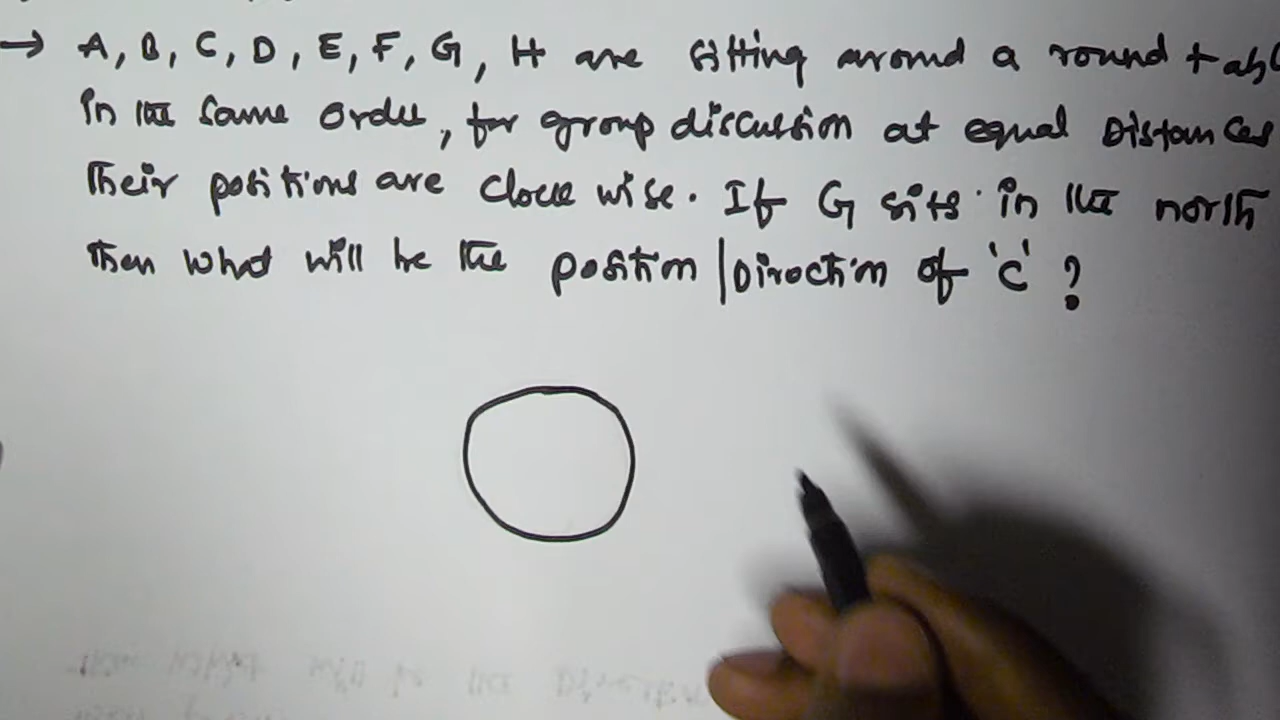 → A, B, C, D, E, F, G, H are sitting around a round tabl
in the same order, for group discussion at equal Distances
Their positions are clock wise. If G sits in the north
then what will be the position/Direction of 'C' ?